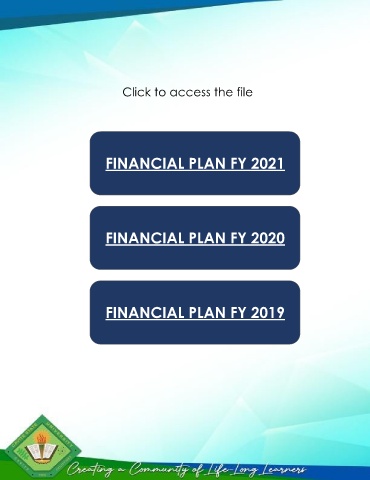 Click to access the file
FINANCIAL PLAN FY 2021
FINANCIAL PLAN FY 2020
FINANCIAL PLAN FY 2019
Creating a Community of Life-Long Learners